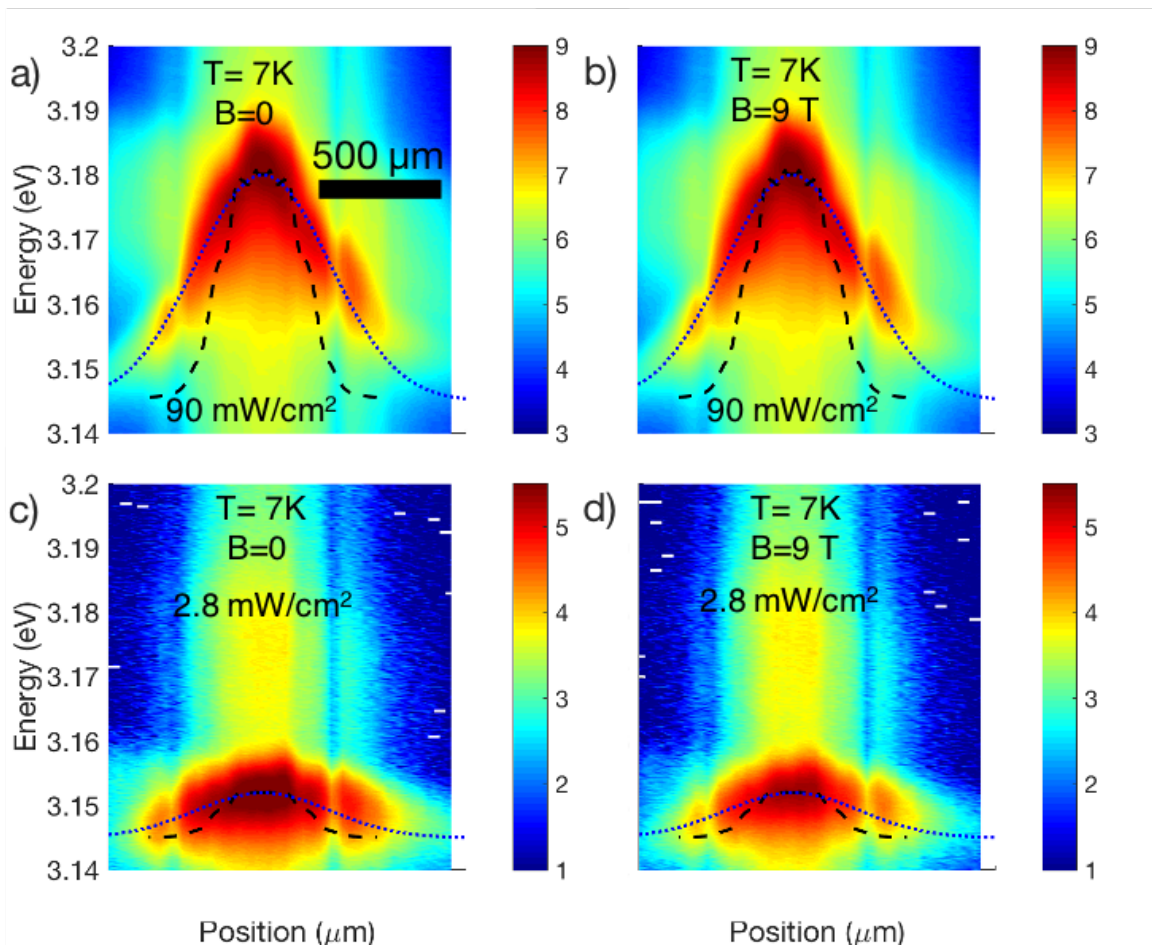 a)
T= 7K
B=0
500 μm
90 mW/cm²
Energy (eV)
3.2
3.19
3.18
3.17
3.16
3.15
3.14
9
8
7
6
5
4
3
b)
T= 7K
B=9 T
90 mW/cm²
9
8
7
6
5
4
3
c)
T= 7K
B=0
2.8 mW/cm²
Energy (eV)
3.2
3.19
3.18
3.17
3.16
3.15
3.14
5
4
3
2
1
Position (μm)
d)
T= 7K
B=9 T
2.8 mW/cm²
5
4
3
2
1
Position (μm)